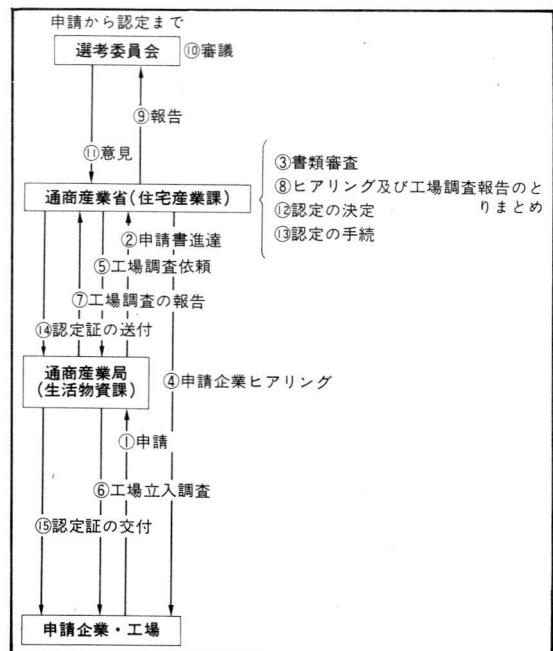 申請から認定まで
選考委員会
⑩審議
⑨報告
⑪意見
通商産業省(住宅産業課)
③書類審査
⑧ヒアリング及び工場調査報告のと
りまとめ
⑫認定の決定
⑬認定の手続
②申請書進達
⑤工場調査依頼
⑦工場調査の報告
⑭認定証の送付
通商産業局
(生活物資課)
④申請企業ヒアリング
①申請
⑥工場立入調査
⑮認定証の交付
申請企業・工場